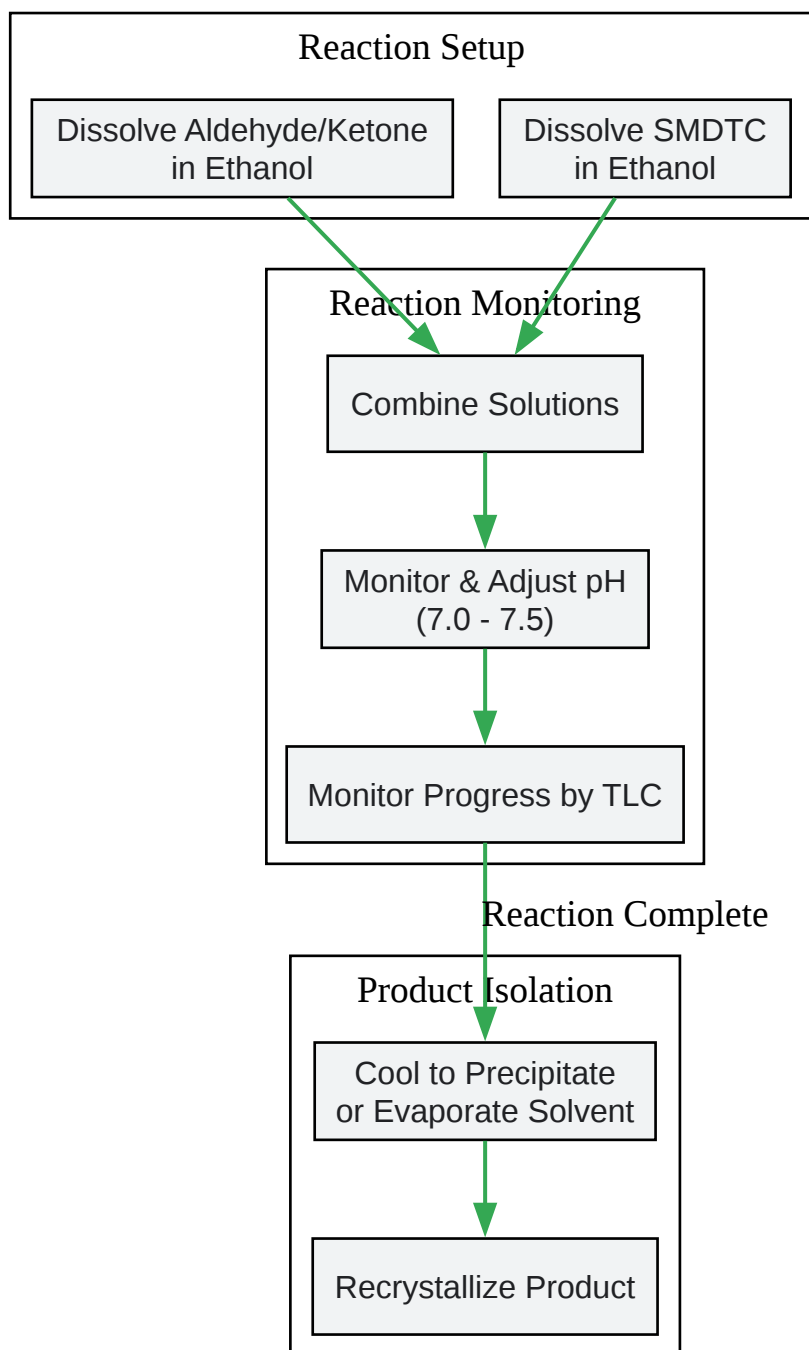 Reaction Setup
Dissolve Aldehyde/Ketone
in Ethanol
Dissolve SMDTC
in Ethanol
Reaction Monitoring
Combine Solutions
Monitor & Adjust pH
(7.0 - 7.5)
Monitor Progress by TLC
Reaction Complete
Product Isolation
Cool to Precipitate
or Evaporate Solvent
Recrystallize Product